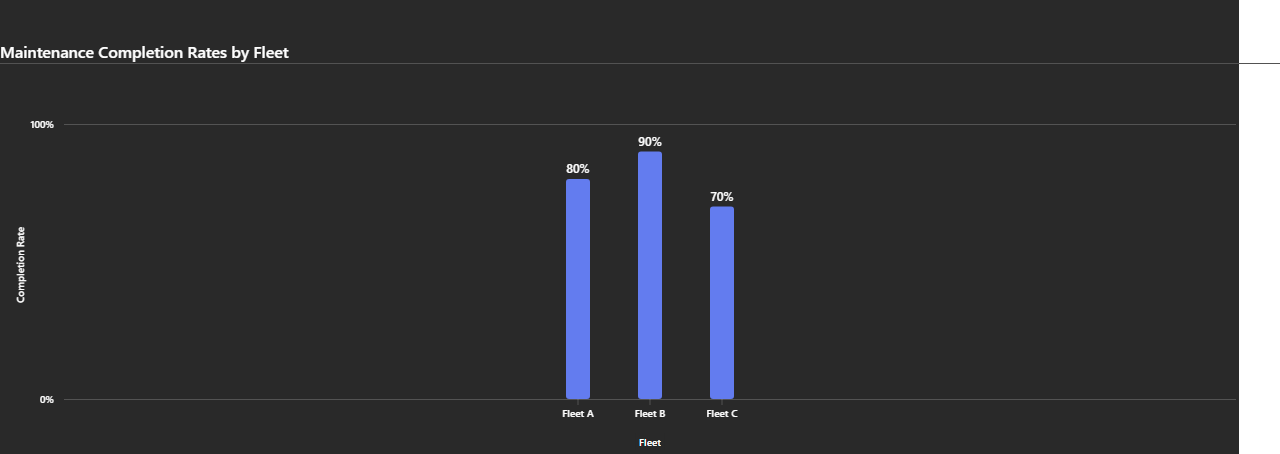 Maintenance Completion Rates by Fleet
100%
90%
80%
70%
Completion Rate
0%
Fleet A
Fleet B
Fleet C
Fleet